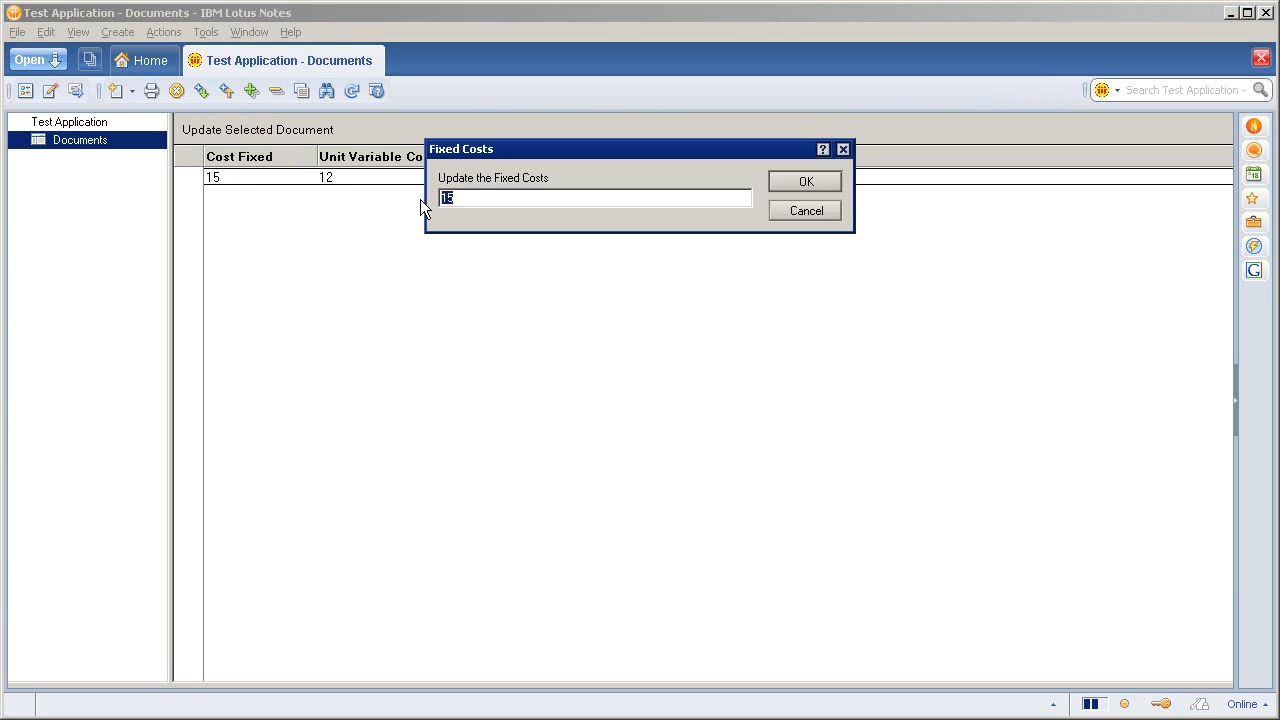 Test Application - Documents - IBM Lotus Notes
File Edit View Create Actions Tools Window Help
Open Home Test Application - Documents
Search Test Application -
Test Application
Documents
Update Selected Document
Cost Fixed Unit Variable Co
15 12
Fixed Costs
Update the Fixed Costs
15
OK
Cancel
18
G
Online